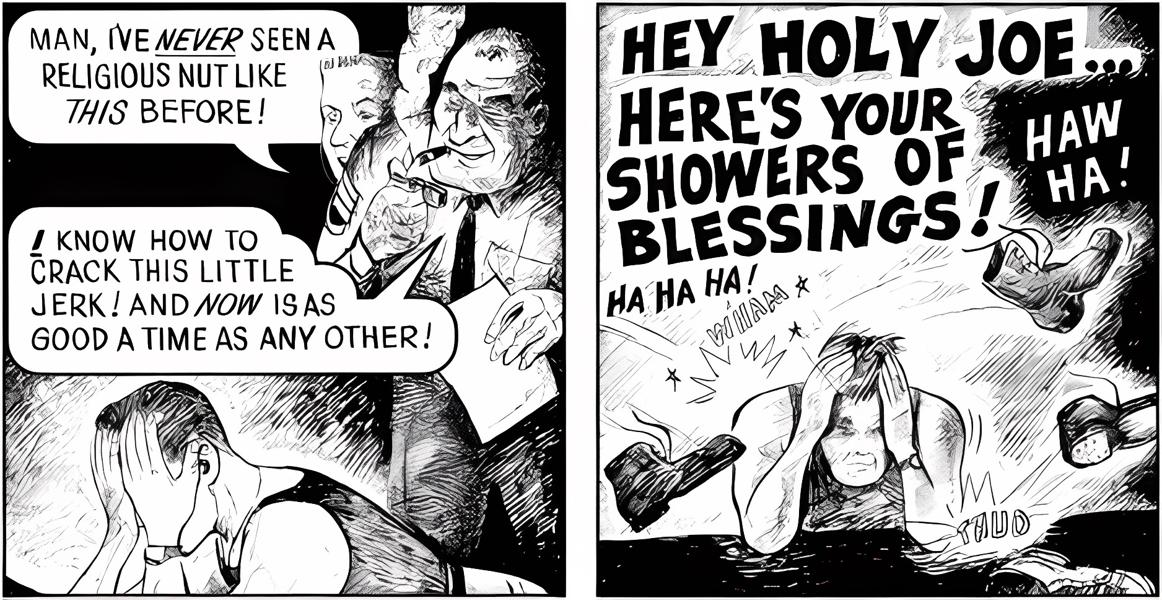 MAN, I'VE NEVER SEEN A
RELIGIOUS NUT LIKE
THIS BEFORE!
I KNOW HOW TO
CRACK THIS LITTLE
JERK! AND NOW IS AS
GOOD A TIME AS ANY OTHER!
HEY HOLY JOE...
HERE'S YOUR
SHOWERS OF
BLESSINGS!
HAW
HA!
HA HA HA!
THUD